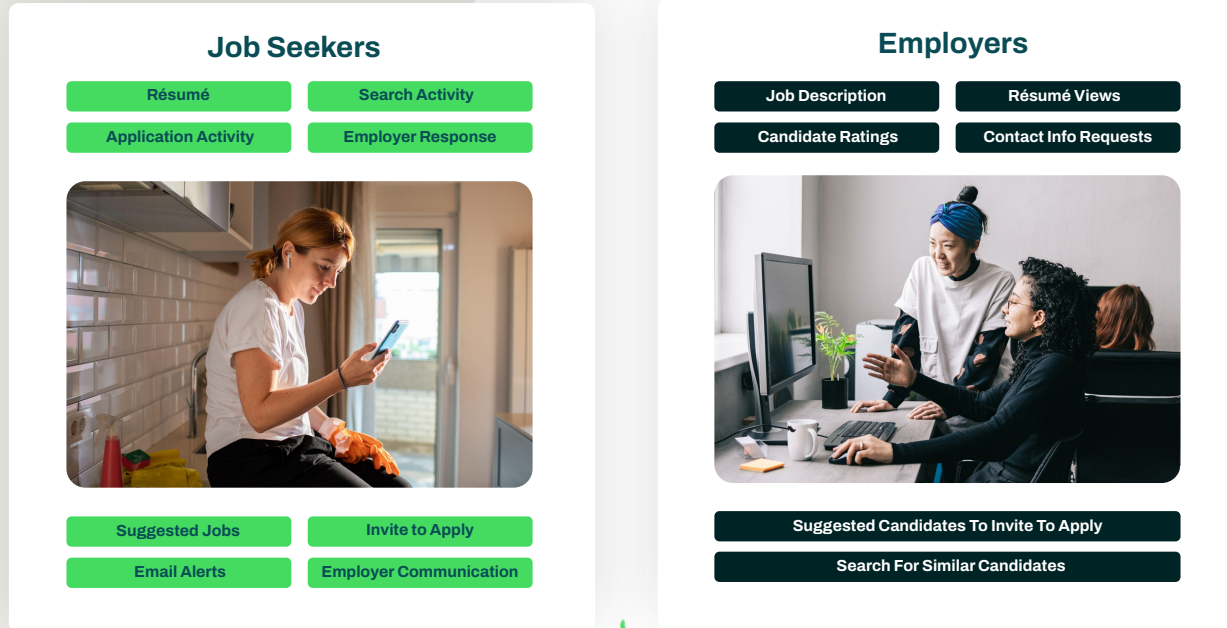 Job Seekers
Résumé
Search Activity
Application Activity
Employer Response
Suggested Jobs
Invite to Apply
Email Alerts
Employer Communication
Employers
Job Description
Résumé Views
Candidate Ratings
Contact Info Requests
Suggested Candidates To Invite To Apply
Search For Similar Candidates